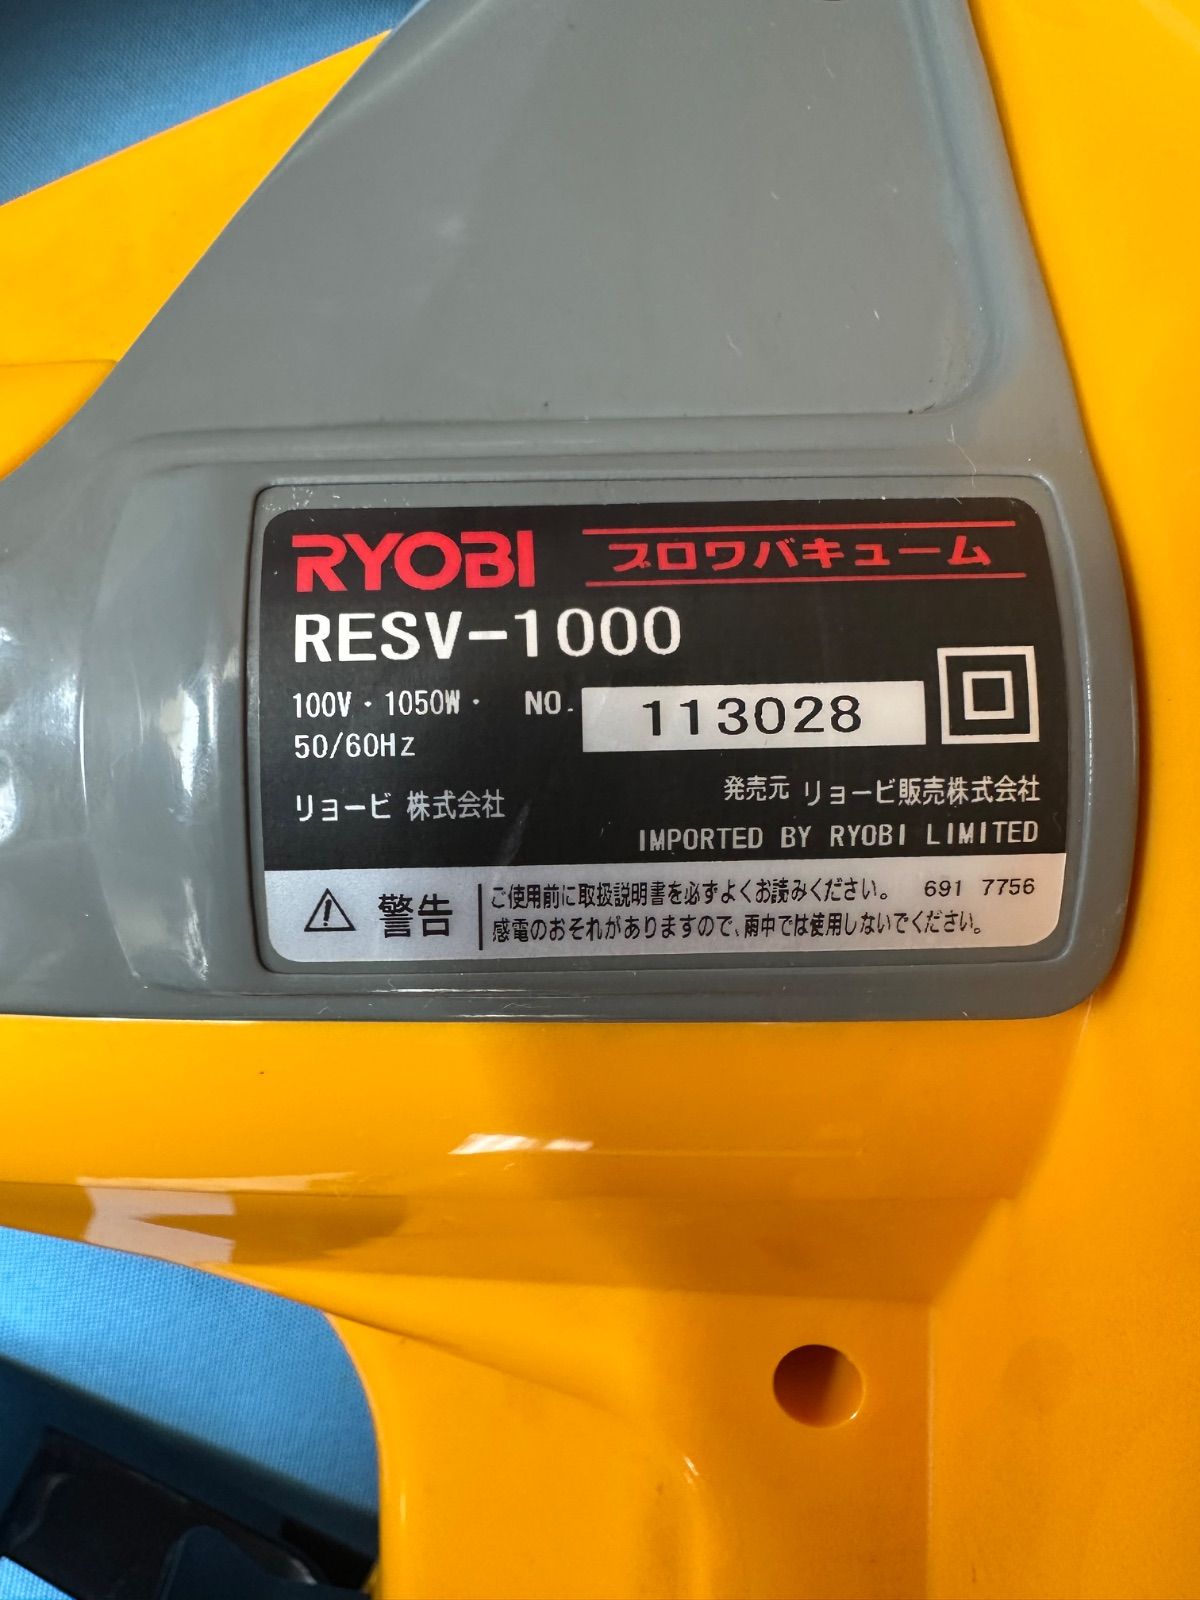 RYOBI ブロワバキューム
RESV-1000
100V・1050W・ NO. 113028
50/60Hz
リョービ 株式会社 発売元 リョービ販売株式会社
IMPORTED BY RYOBI LIMITED
警告 ご使用前に取扱説明書を必ずよくお読みください。 691 7756
感電のおそれがありますので、雨中では使用しないでください。